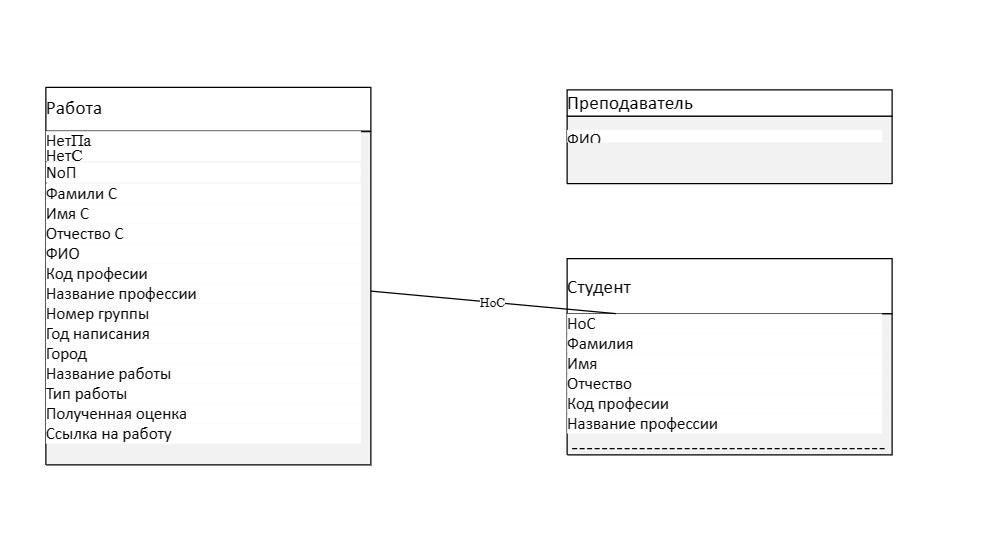 Работа
НетПа
НетС
NоП
Фамили С
Имя С
Отчество С
ФИО
Код професии
Название профессии
Номер группы
Год написания
Город
Название работы
Тип работы
Полученная оценка
Ссылка на работу
НоС
Преподаватель
ФИО
Студент
НоС
Фамилия
Имя
Отчество
Код професии
Название профессии